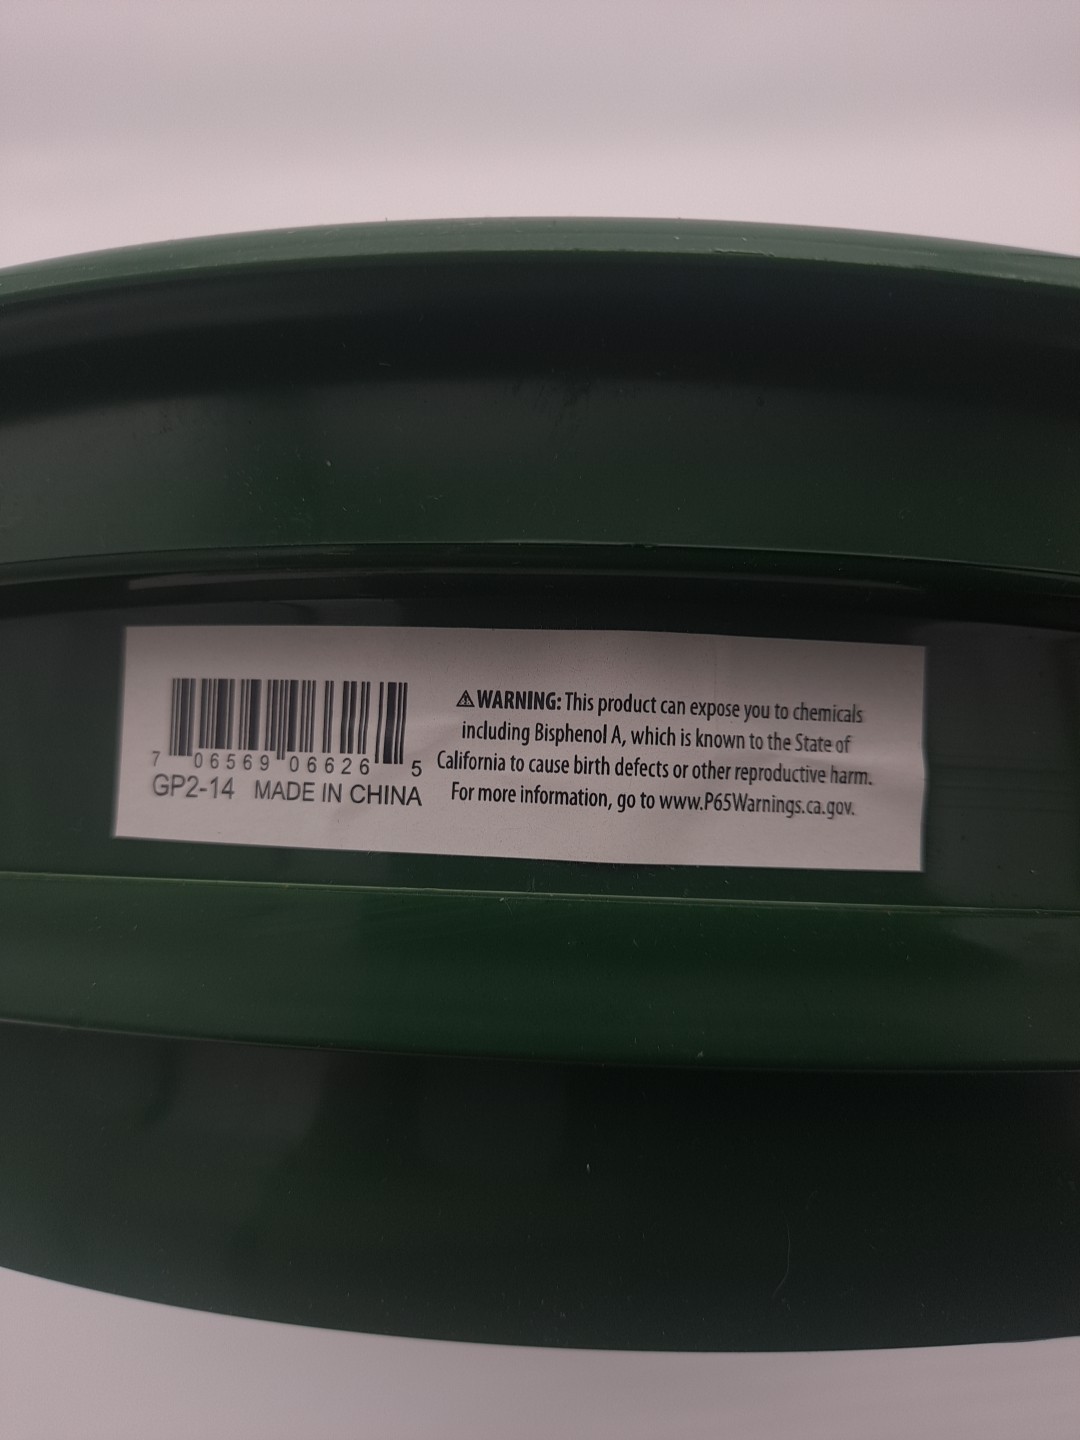 7 06569 06626 5
GP2-14 MADE IN CHINA
⚠WARNING: This product can expose you to chemicals
including Bisphenol A, which is known to the State of
California to cause birth defects or other reproductive harm.
For more information, go to www.P65Warnings.ca.gov.